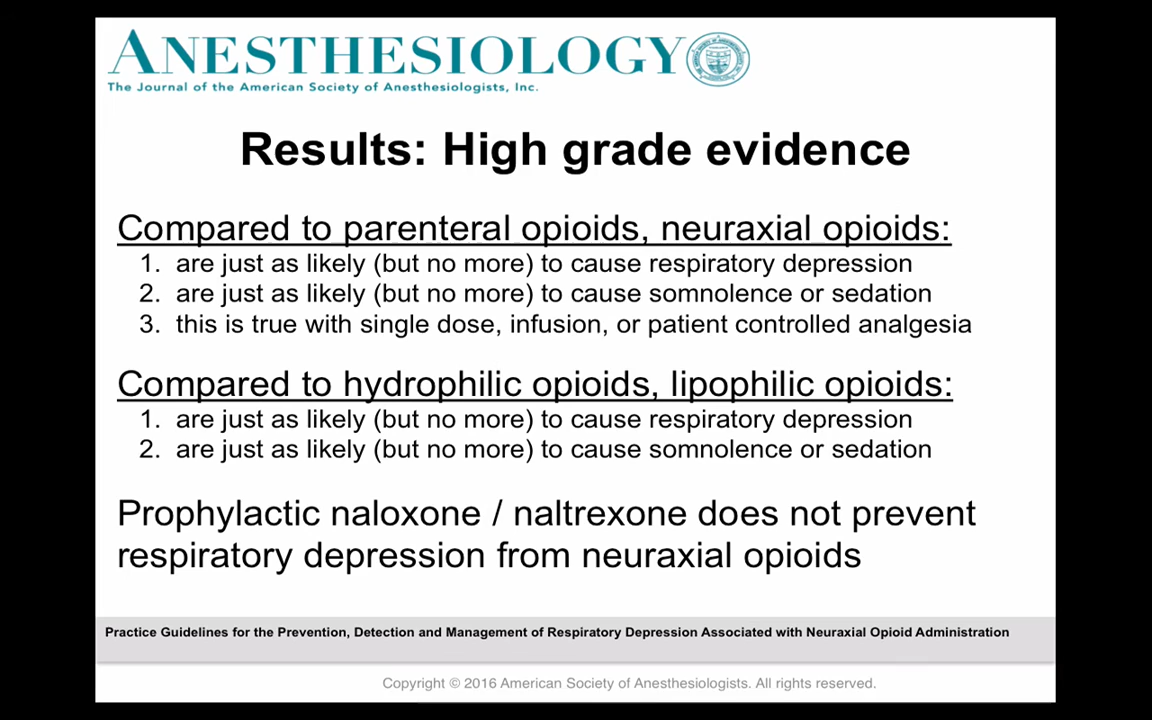 ANESTHESIOLOGY
The Journal of the American Society of Anesthesiologists, Inc.
Results: High grade evidence
Compared to parenteral opioids, neuraxial opioids:
1. are just as likely (but no more) to cause respiratory depression
2. are just as likely (but no more) to cause somnolence or sedation
3. this is true with single dose, infusion, or patient controlled analgesia
Compared to hydrophilic opioids, lipophilic opioids:
1. are just as likely (but no more) to cause respiratory depression
2. are just as likely (but no more) to cause somnolence or sedation
Prophylactic naloxone / naltrexone does not prevent
respiratory depression from neuraxial opioids
Practice Guidelines for the Prevention, Detection and Management of Respiratory Depression Associated with Neuraxial Opioid Administration
Copyright © 2016 American Society of Anesthesiologists. All rights reserved.